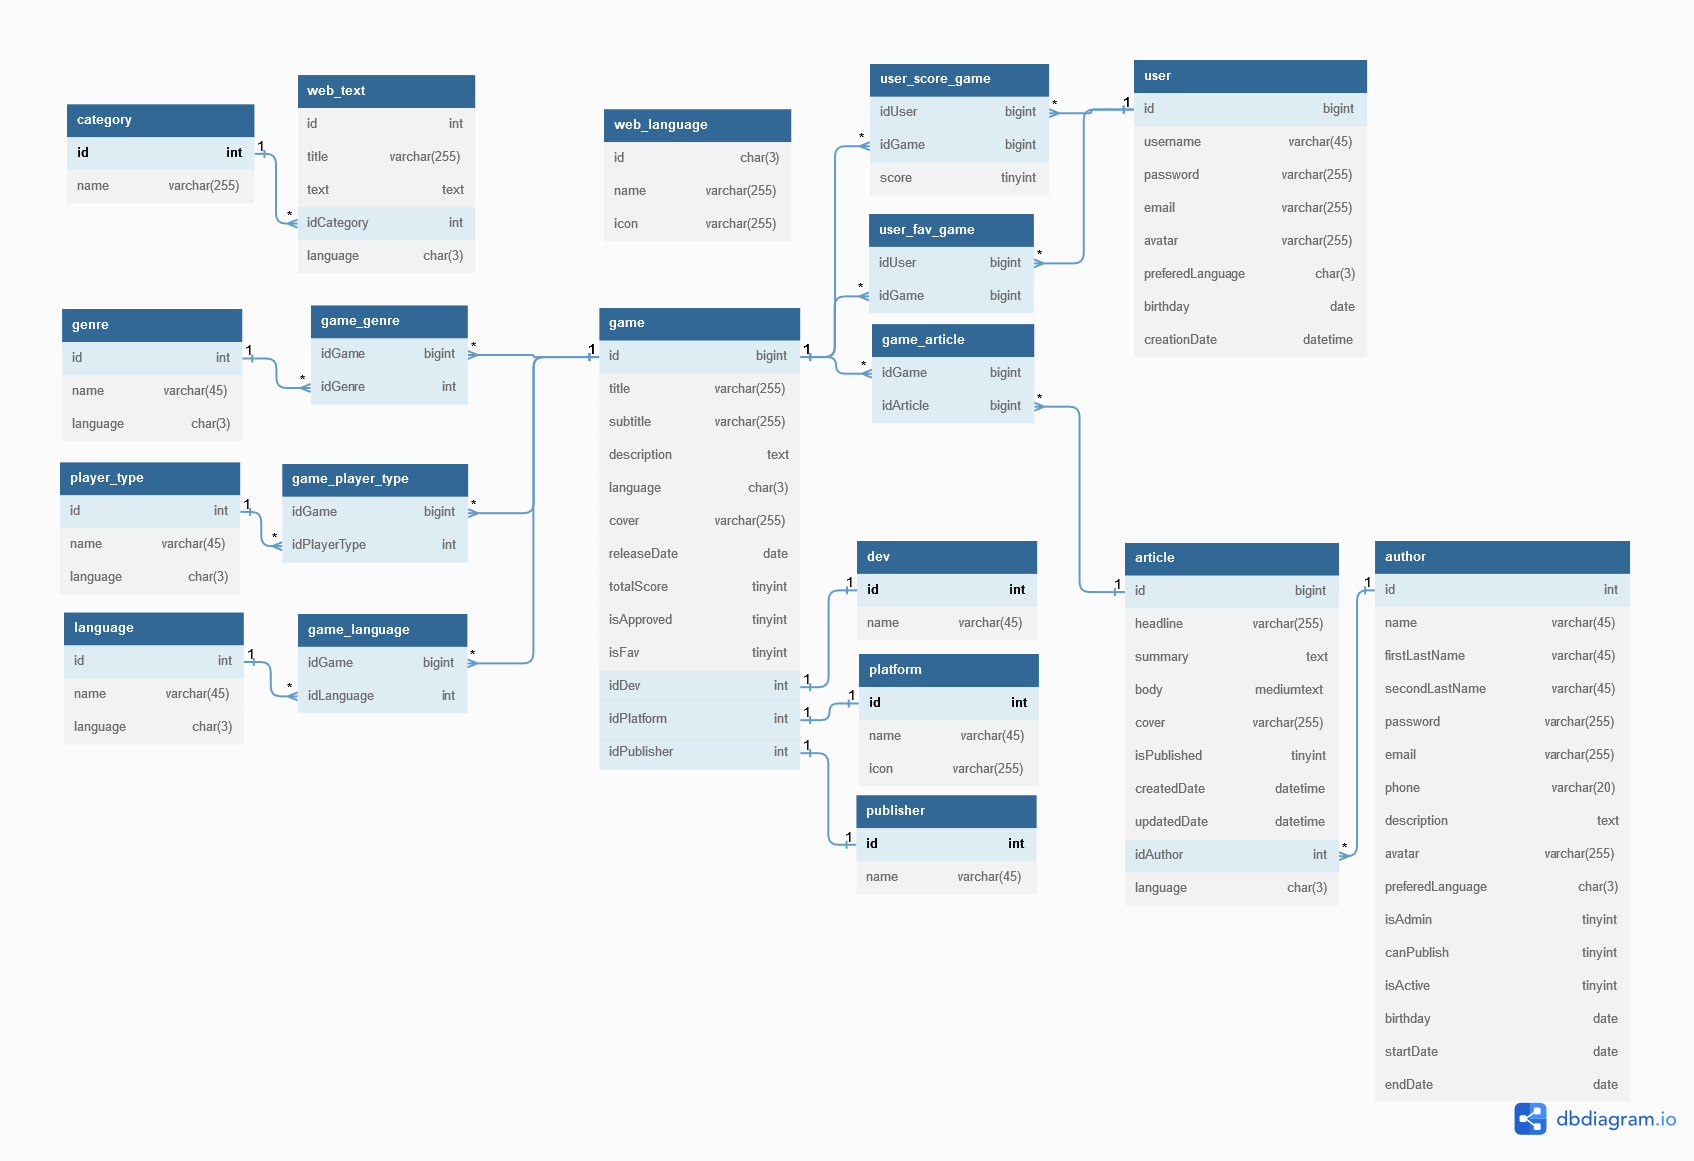 category
id int
name varchar(255)
1
*
web_text
id int
title varchar(255)
text text
idCategory int
language char(3)
web_language
id char(3)
name varchar(255)
icon varchar(255)
user_score_game
idUser bigint
idGame bigint
score tinyint
*
*
1
user
id bigint
username varchar(45)
password varchar(255)
email varchar(255)
avatar varchar(255)
preferedLanguage char(3)
birthday date
creationDate datetime
user_fav_game
idUser bigint
idGame bigint
*
*
genre
id int
name varchar(45)
language char(3)
1
*
game_genre
idGame bigint
idGenre int
*
1
game
id bigint
title varchar(255)
subtitle varchar(255)
description text
language char(3)
cover varchar(255)
releaseDate date
totalScore tinyint
isApproved tinyint
isFav tinyint
idDev int
idPlatform int
idPublisher int
1
1
1
1
game_article
idGame bigint
idArticle bigint
*
*
player_type
id int
name varchar(45)
language char(3)
1
*
game_player_type
idGame bigint
idPlayerType int
*
language
id int
name varchar(45)
language char(3)
1
*
game_language
idGame bigint
idLanguage int
*
dev
id int
name varchar(45)
1
platform
id int
name varchar(45)
icon varchar(255)
1
publisher
id int
name varchar(45)
1
1
article
id bigint
headline varchar(255)
summary text
body mediumtext
cover varchar(255)
isPublished tinyint
createdDate datetime
updatedDate datetime
idAuthor int
language char(3)
*
1
author
id int
name varchar(45)
firstLastName varchar(45)
secondLastName varchar(45)
password varchar(255)
email varchar(255)
phone varchar(20)
description text
avatar varchar(255)
preferedLanguage char(3)
isAdmin tinyint
canPublish tinyint
isActive tinyint
birthday date
startDate date
endDate date
dbdiagram.io